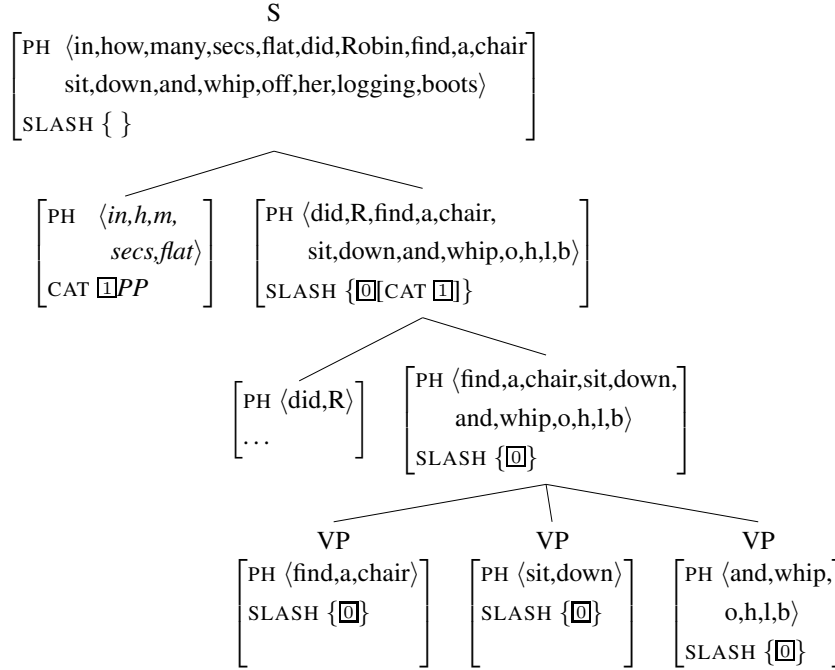 S
PH ⟨in,how,many,secs,flat,did,Robin,find,a,chair
sit,down,and,whip,off,her,logging,boots⟩
SLASH { }
PH ⟨in,h,m,
secs,flat⟩
CAT 1PP
PH ⟨did,R,find,a,chair,
sit,down,and,whip,o,h,l,b⟩
SLASH {0[CAT 1]}
PH ⟨did,R⟩
...
PH ⟨find,a,chair,sit,down,
and,whip,o,h,l,b⟩
SLASH {0}
VP
PH ⟨find,a,chair⟩
SLASH {0}
VP
PH ⟨sit,down⟩
SLASH {0}
VP
PH ⟨and,whip,
o,h,l,b⟩
SLASH {0}